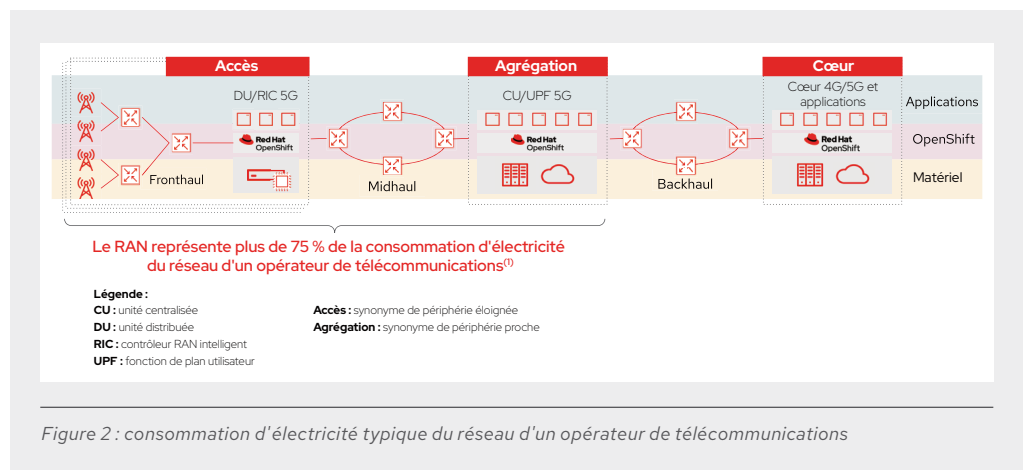 Accès
Agrégation
Cœur
DU/RIC 5G
CU/UPF 5G
Cœur 4G/5G et
applications
Applications
Red Hat
OpenShift
Red Hat
OpenShift
Red Hat
OpenShift
OpenShift
Fronthaul
Midhaul
Backhaul
Matériel
Le RAN représente plus de 75 % de la consommation d'électricité
du réseau d'un opérateur de télécommunications(1)
Légende :
CU : unité centralisée
DU : unité distribuée
RIC : contrôleur RAN intelligent
UPF : fonction de plan utilisateur
Accès : synonyme de périphérie éloignée
Agrégation : synonyme de périphérie proche
Figure 2 : consommation d'électricité typique du réseau d'un opérateur de télécommunications